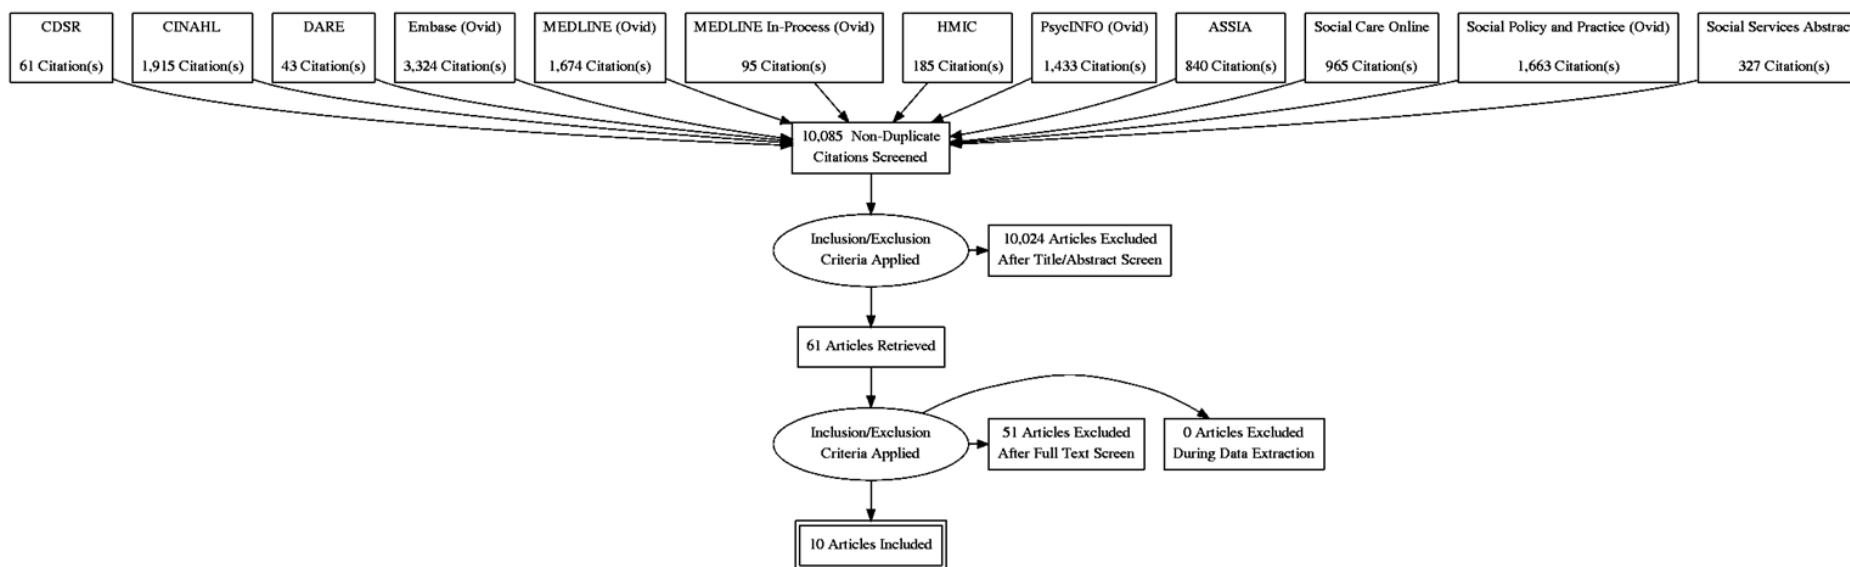 CDSR
61 Citation(s)
CINAHL
1,915 Citation(s)
DARE
43 Citation(s)
Embase (Ovid)
3,324 Citation(s)
MEDLINE (Ovid)
1,674 Citation(s)
MEDLINE In-Process (Ovid)
95 Citation(s)
HMIC
185 Citation(s)
PsycINFO (Ovid)
1,433 Citation(s)
ASSIA
840 Citation(s)
Social Care Online
965 Citation(s)
Social Policy and Practice (Ovid)
1,663 Citation(s)
Social Services Abstrac
327 Citation(s)
10,085 Non-Duplicate
Citations Screened
Inclusion/Exclusion
Criteria Applied
10,024 Articles Excluded
After Title/Abstract Screen
61 Articles Retrieved
Inclusion/Exclusion
Criteria Applied
51 Articles Excluded
After Full Text Screen
0 Articles Excluded
During Data Extraction
10 Articles Included